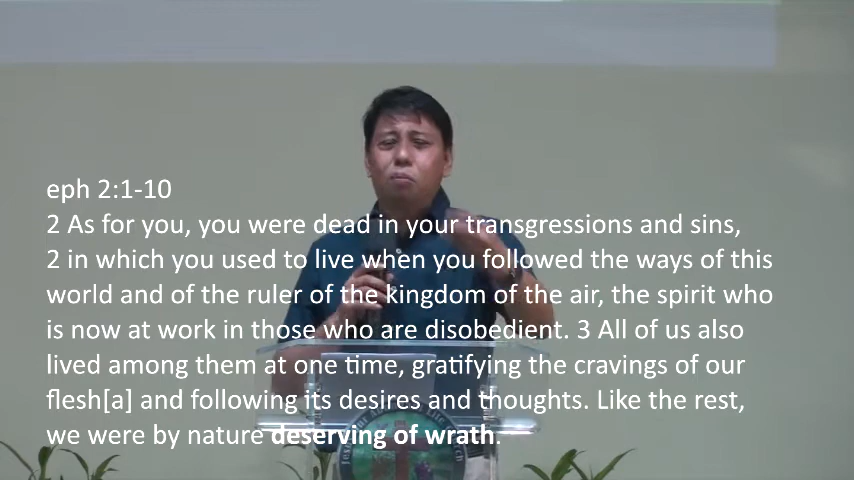 eph 2:1-10
2 As for you, you were dead in your transgressions and sins,
2 in which you used to live when you followed the ways of this
world and of the ruler of the kingdom of the air, the spirit who
is now at work in those who are disobedient. 3 All of us also
lived among them at one time, gratifying the cravings of our
flesh[a] and following its desires and thoughts. Like the rest,
we were by nature deserving of wrath.